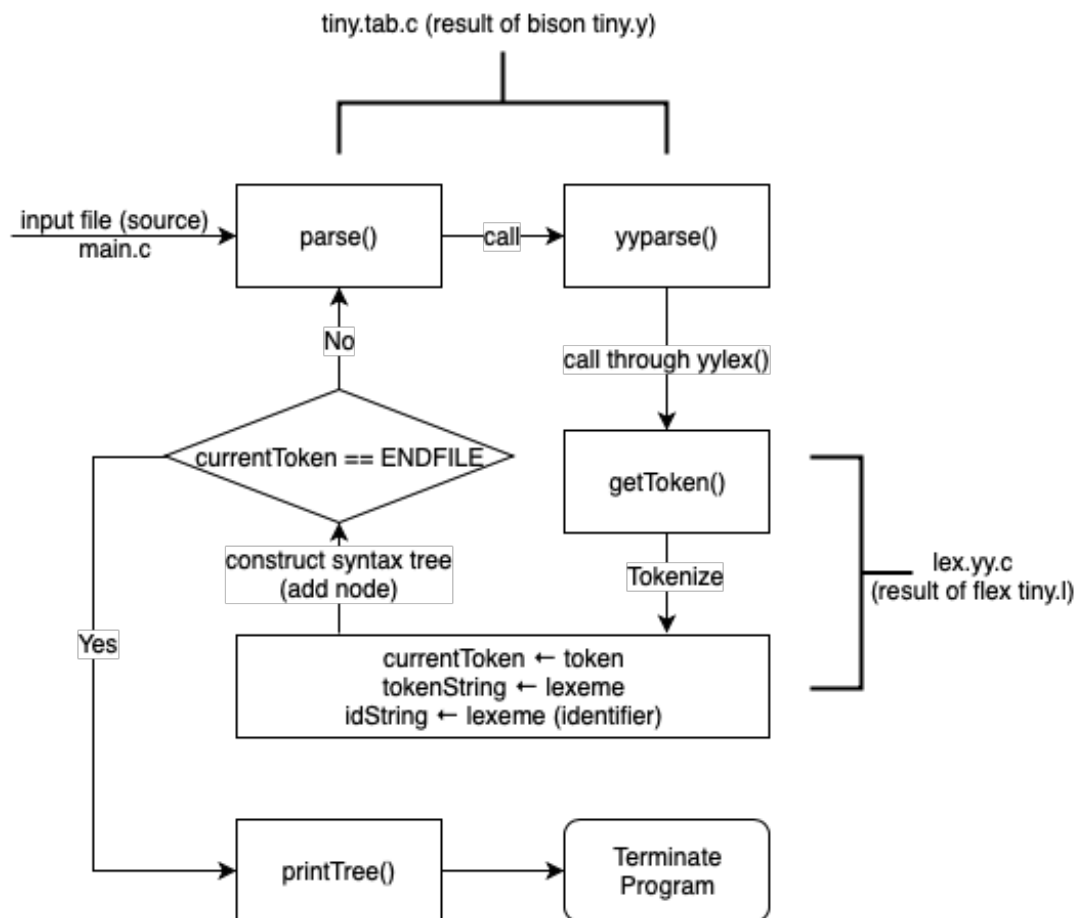 tiny.tab.c (result of bison tiny.y)
input file (source)
main.c
parse()
call
yyparse()
No
call through yylex()
currentToken == ENDFILE
getToken()
construct syntax tree
(add node)
Tokenize
lex.yy.c
(result of flex tiny.l)
Yes
currentToken ← token
tokenString ← lexeme
idString ← lexeme (identifier)
printTree()
Terminate
Program